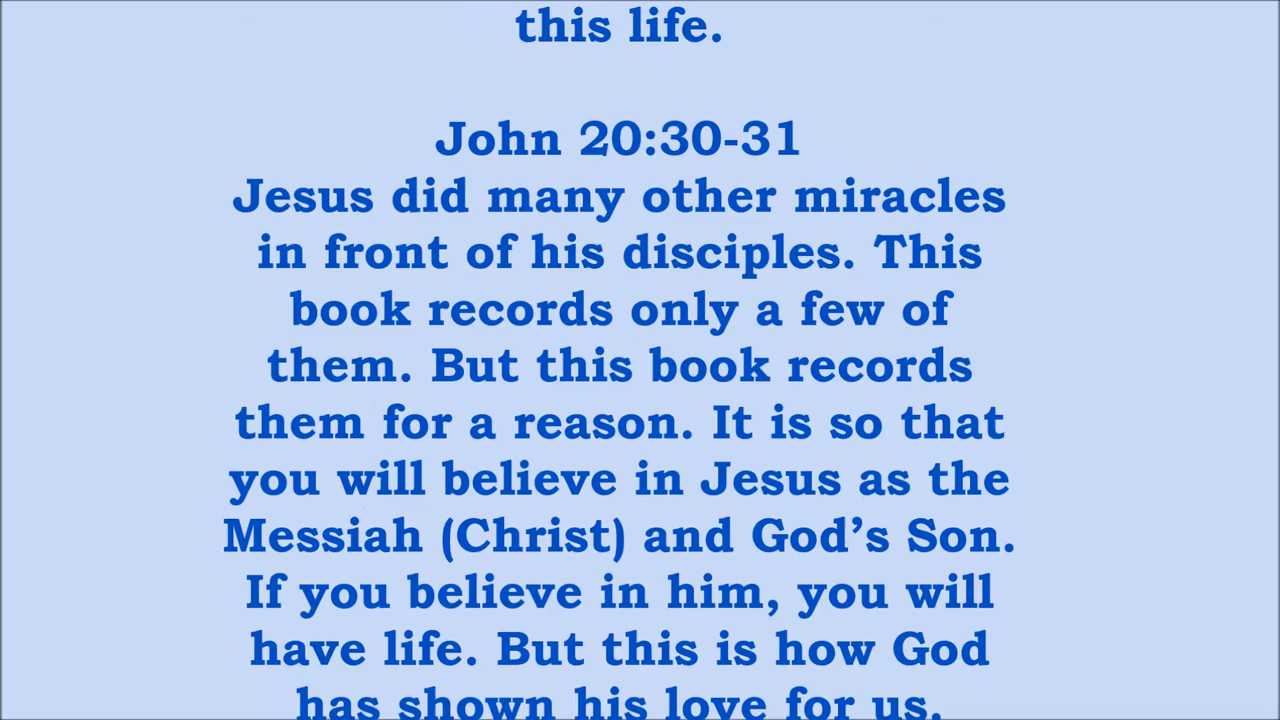 this life.
John 20:30-31
Jesus did many other miracles
in front of his disciples. This
book records only a few of
them. But this book records
them for a reason. It is so that
you will believe in Jesus as the
Messiah (Christ) and God’s Son.
If you believe in him, you will
have life. But this is how God
has shown his love for us.